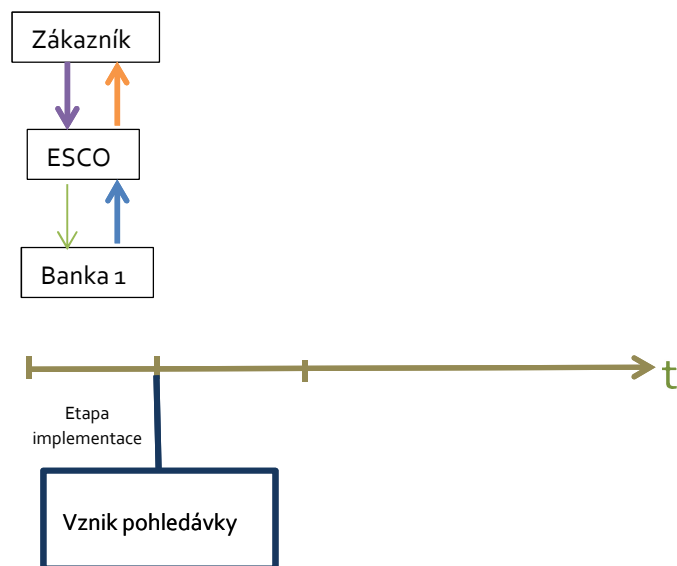 Zákazník
ESCO
Banka 1
t
Etapa
implementace
Vznik pohledávky